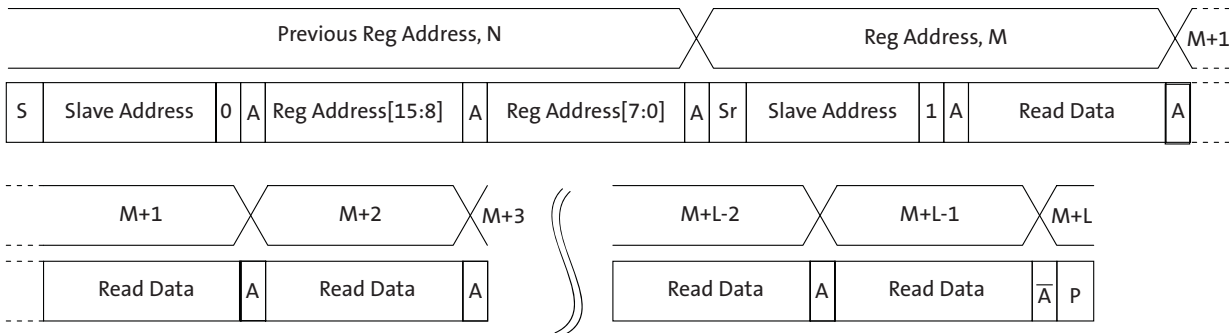 Previous Reg Address, N Reg Address, M M+1
S Slave Address 0 A Reg Address[15:8] A Reg Address[7:0] A Sr Slave Address 1 A Read Data A
M+1 M+2 M+3 M+L-2 M+L-1 M+L
Read Data A Read Data A Read Data A Read Data A̅ P